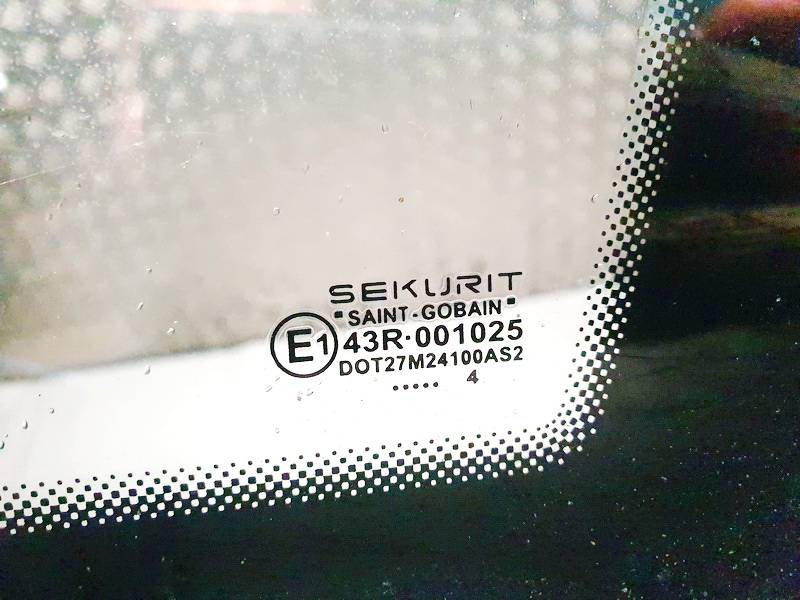 SEKURIT
SAINT-GOBAIN
E1 43R·001025
DOT27M24100AS2
..... 4